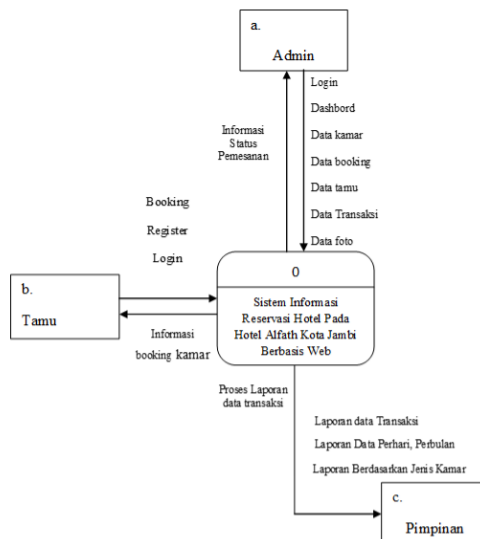 a.
Admin
Login
Dashbord
Data kamar
Data booking
Data tamu
Data Transaksi
Data foto
Informasi
Status
Pemesanan
Booking
Register
Login
b.
Tamu
Informasi
booking kamar
0
Sistem Informasi
Reservasi Hotel Pada
Hotel Alfath Kota Jambi
Berbasis Web
Proses Laporan
data transaksi
Laporan data Transaksi
Laporan Data Perhari, Perbulan
Laporan Berdasarkan Jenis Kamar
c.
Pimpinan